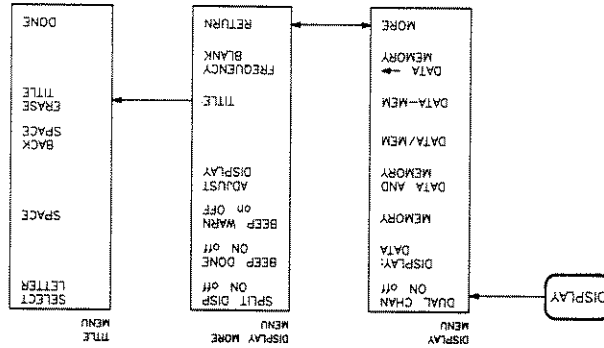 DISPLAY
DISPLAY
MENU
DUAL CHAN
ON off
DISPLAY:
DATA
MEMORY
DATA AND
MEMORY
DATA/MEM
DATA-MEM
DATA →
MEMORY
MORE
DISPLAY MORE
MENU
SPLIT DISP
ON off
BEEP DONE
ON off
BEEP WARN
on OFF
ADJUST
DISPLAY
TITLE
FREQUENCY
BLANK
RETURN
TITLE
MENU
SELECT
LETTER
SPACE
BACK
SPACE
ERASE
TITLE
DONE